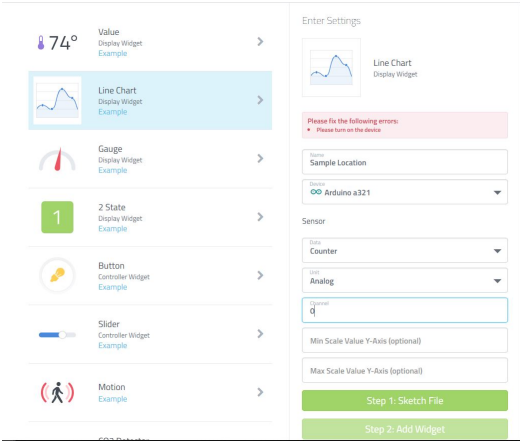 74°
Value
Display Widget
Example
Line Chart
Display Widget
Example
Gauge
Display Widget
Example
1
2 State
Display Widget
Example
Button
Controller Widget
Example
Slider
Controller Widget
Example
Motion
Example
CO2 Detector
Enter Settings
Line Chart
Display Widget
Please fix the following errors:
• Please turn on the device
Name
Sample Location
Device
Arduino a321
Sensor
Data
Counter
Unit
Analog
Channel
0
Min Scale Value Y-Axis (optional)
Max Scale Value Y-Axis (optional)
Step 1: Sketch File
Step 2: Add Widget